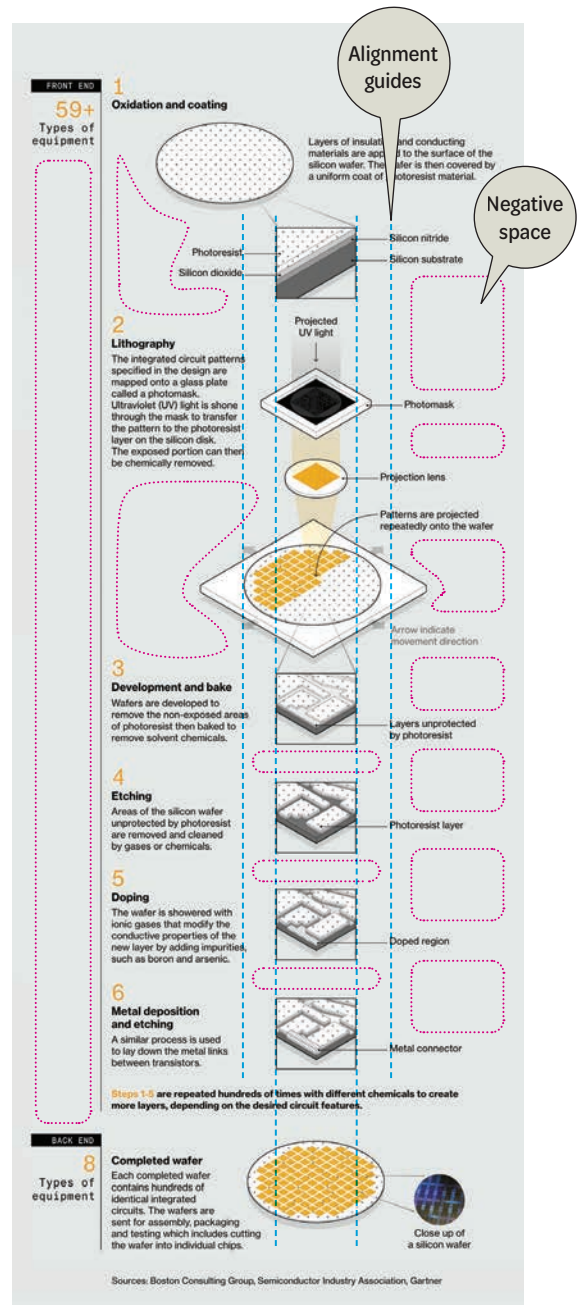 Alignment
guides
Negative
space
FRONT END
59+
Types of
equipment
1
Oxidation and coating
Layers of insulating and conducting
materials are applied to the surface of the
silicon wafer. The wafer is then covered by
a uniform coat of photoresist material.
Photoresist
Silicon dioxide
Silicon nitride
Silicon substrate
2
Lithography
The integrated circuit patterns
specified in the design are
mapped onto a glass plate
called a photomask.
Ultraviolet (UV) light is shone
through the mask to transfer
the pattern to the photoresist
layer on the silicon disk.
The exposed portion can then
be chemically removed.
Projected
UV light
Photomask
Projection lens
Patterns are projected
repeatedly onto the wafer
Arrow indicate
movement direction
3
Development and bake
Wafers are developed to
remove the non-exposed areas
of photoresist then baked to
remove solvent chemicals.
Layers unprotected
by photoresist
4
Etching
Areas of the silicon wafer
unprotected by photoresist
are removed and cleaned
by gases or chemicals.
Photoresist layer
5
Doping
The wafer is showered with
ionic gases that modify the
conductive properties of the
new layer by adding impurities,
such as boron and arsenic.
Doped region
6
Metal deposition
and etching
A similar process is used
to lay down the metal links
between transistors.
Metal connector
Steps 1-5 are repeated hundreds of times with different chemicals to create
more layers, depending on the desired circuit features.
BACK END
8
Types of
equipment
Completed wafer
Each completed wafer
contains hundreds of
identical integrated
circuits. The wafers are
sent for assembly, packaging
and testing which includes cutting
the wafer into individual chips.
Close up of
a silicon wafer
Sources: Boston Consulting Group, Semiconductor Industry Association, Gartner